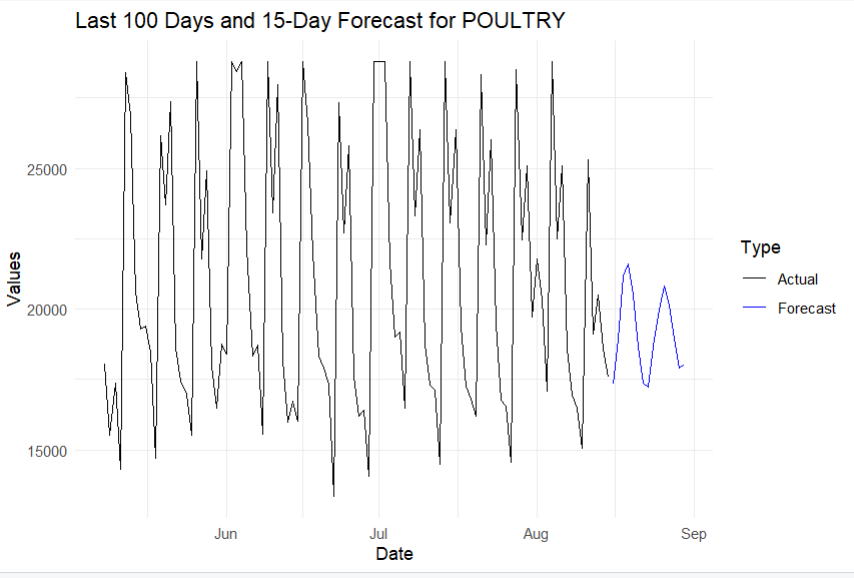 Last 100 Days and 15-Day Forecast for POULTRY
25000
20000
15000
Values
Jun Jul Aug Sep
Date
Type
Actual
Forecast